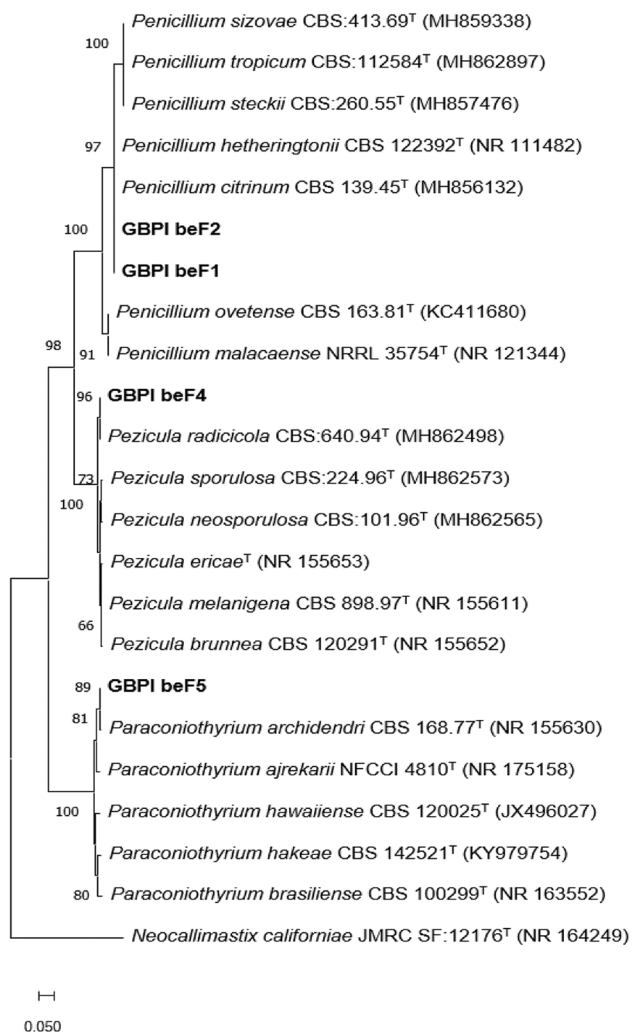 Penicillium sizovae CBS:413.69ᵀ (MH859338)
100
Penicillium tropicum CBS:112584ᵀ (MH862897)
Penicillium steckii CBS:260.55ᵀ (MH857476)
97
Penicillium hetheringtonii CBS 122392ᵀ (NR 111482)
Penicillium citrinum CBS 139.45ᵀ (MH856132)
100
GBPI beF2
GBPI beF1
Penicillium ovetense CBS 163.81ᵀ (KC411680)
98
91
Penicillium malacaense NRRL 35754ᵀ (NR 121344)
96
GBPI beF4
Pezicula radicicola CBS:640.94ᵀ (MH862498)
73
Pezicula sporulosa CBS:224.96ᵀ (MH862573)
100
Pezicula neosporulosa CBS:101.96ᵀ (MH862565)
Pezicula ericaeᵀ (NR 155653)
Pezicula melanigena CBS 898.97ᵀ (NR 155611)
66
Pezicula brunnea CBS 120291ᵀ (NR 155652)
89
GBPI beF5
81
Paraconiothyrium archidendri CBS 168.77ᵀ (NR 155630)
Paraconiothyrium ajrekarii NFCCI 4810ᵀ (NR 175158)
100
Paraconiothyrium hawaiiense CBS 120025ᵀ (JX496027)
Paraconiothyrium hakeae CBS 142521ᵀ (KY979754)
80
Paraconiothyrium brasiliense CBS 100299ᵀ (NR 163552)
Neocallimastix californiae JMRC SF:12176ᵀ (NR 164249)
0.050